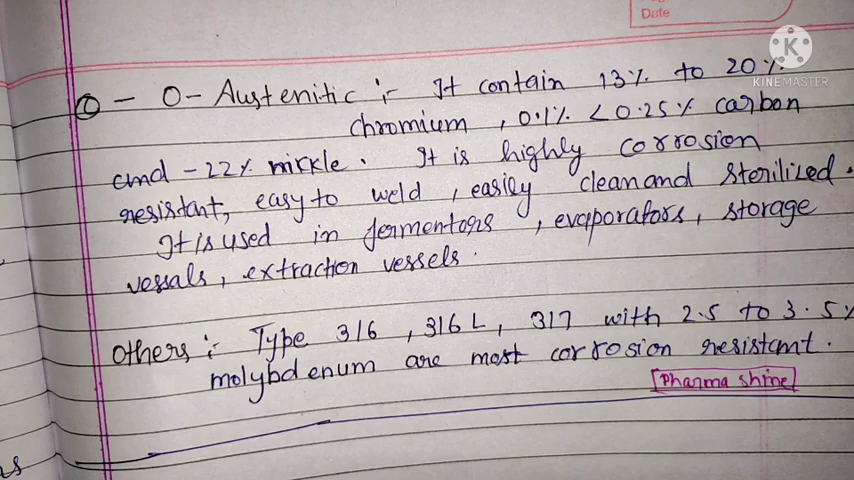 Page
Date
K
KINEMASTER
O - O - Austenitic :- It contain 13% to 20%
chromium, 0.1% < 0.25% carbon
and - 22% nickle. It is highly corrosion
resistant, easy to weld, easily clean and sterilized.
It is used in fermentors, evaporators, storage
vessals, extraction vessels.
Others :- Type 316, 316 L, 317 with 2.5 to 3.5%
molybdenum are most corrosion resistant.
Pharma shine